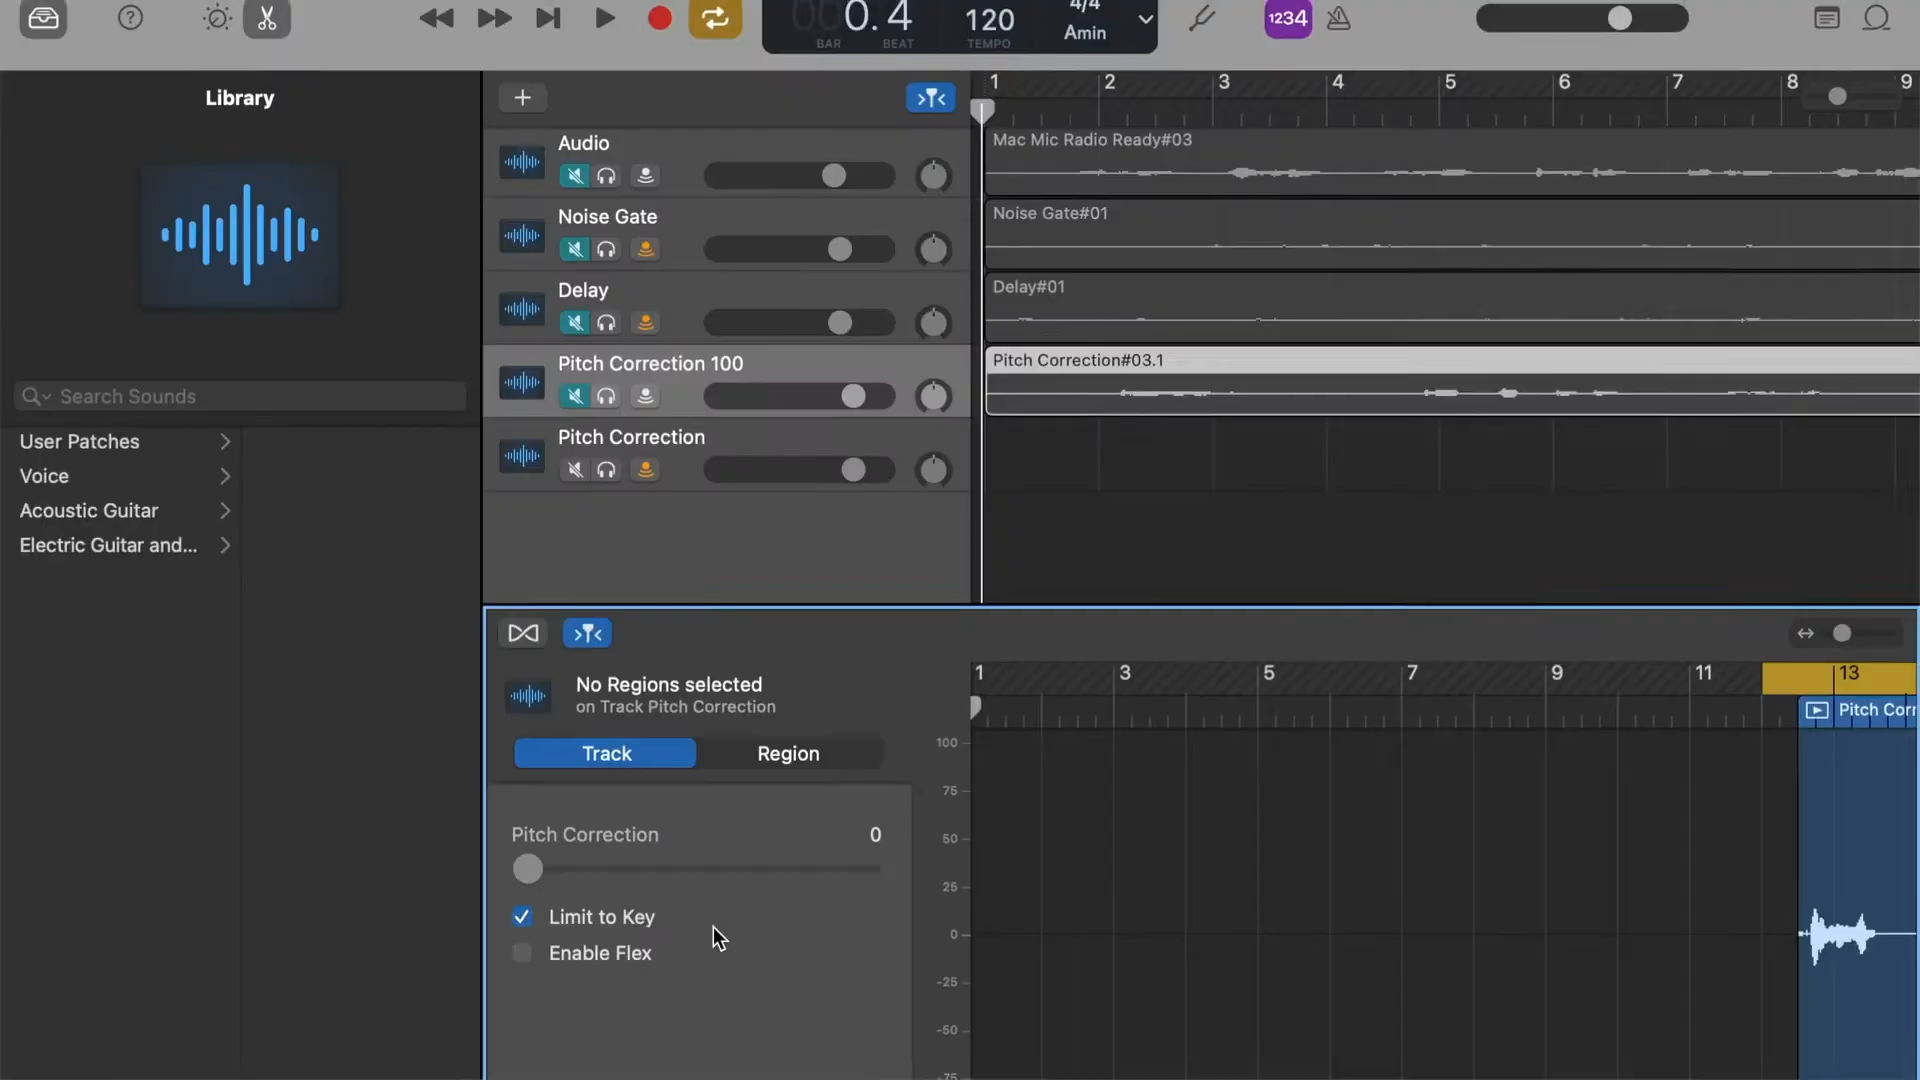 00 0.4
BAR BEAT
120
TEMPO
4/4
Amin
1234
Library
Search Sounds
User Patches
Voice
Acoustic Guitar
Electric Guitar and...
1 2 3 4 5 6 7 8 9
Audio
Mac Mic Radio Ready#03
Noise Gate
Noise Gate#01
Delay
Delay#01
Pitch Correction 100
Pitch Correction#03.1
Pitch Correction
No Regions selected
on Track Pitch Correction
Track Region
Pitch Correction 0
Limit to Key
Enable Flex
1 3 5 7 9 11 13
Pitch Corr
100
75
50
25
0
-25
-50
-75